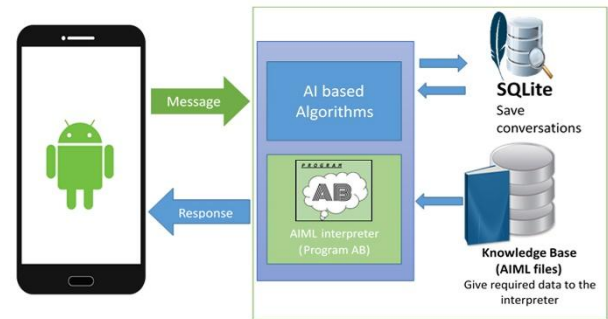 Message
Response
AI based
Algorithms
PROGRAM
AB
AIML interpreter
(Program AB)
SQLite
Save
conversations
Knowledge Base
(AIML files)
Give required data to the
interpreter